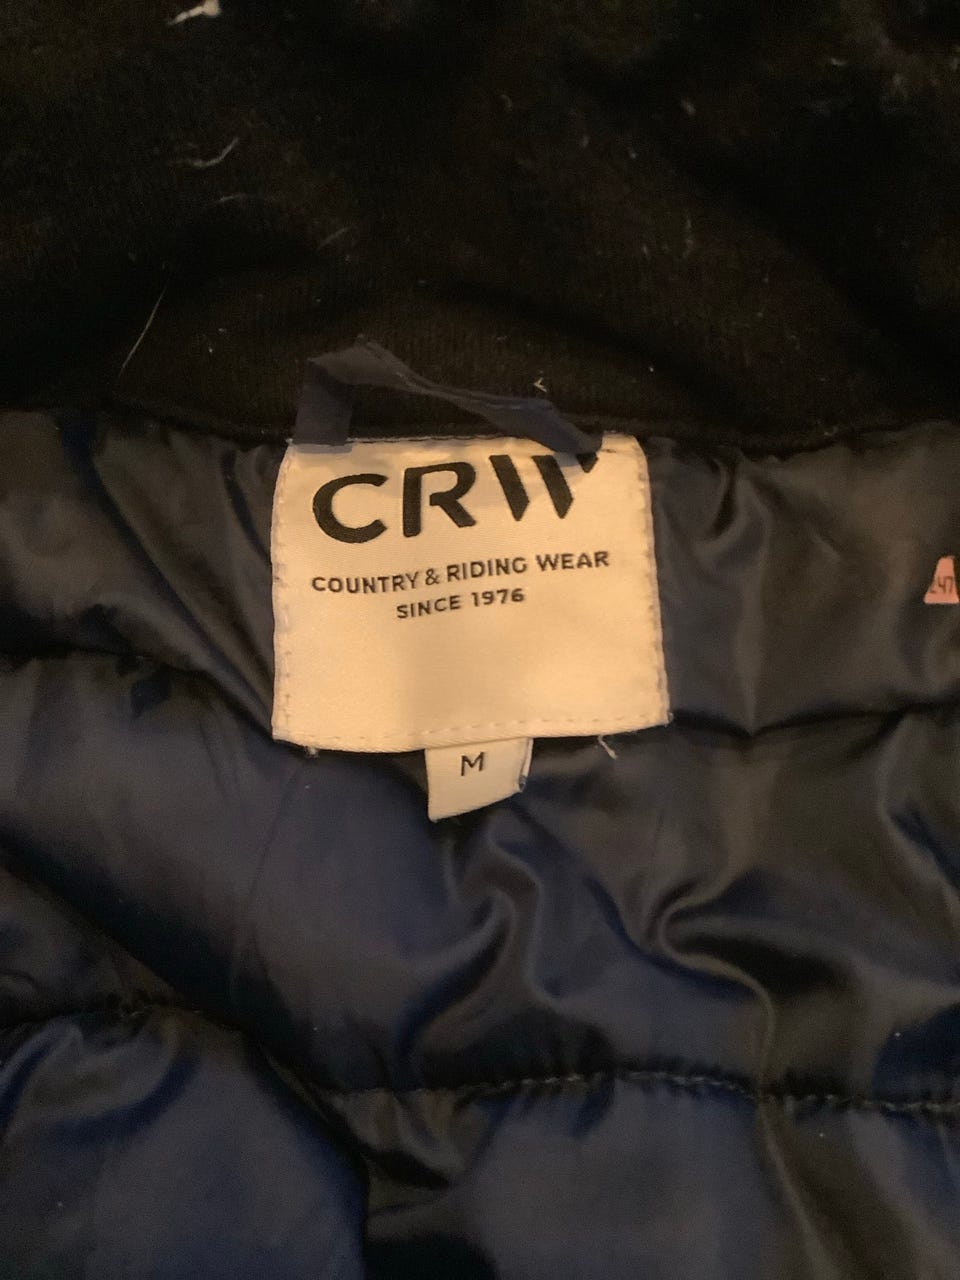 CRW
COUNTRY & RIDING WEAR
SINCE 1976
M